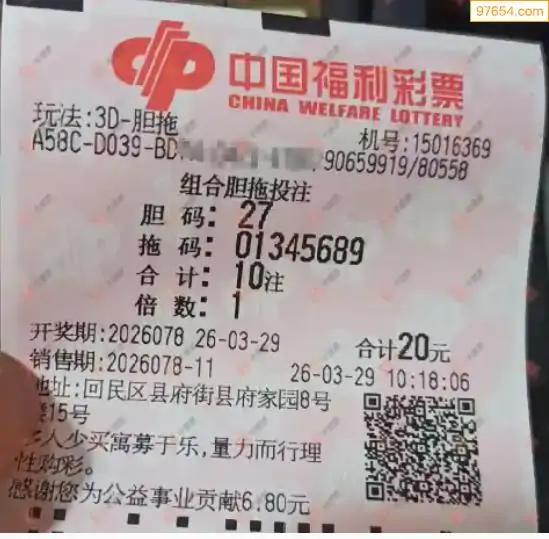 97654.com
中国福利彩票
CHINA WELFARE LOTTERY
玩法:3D-胆拖
机号:15016369
A58C-D039-BD 90659919/80558
组合胆拖投注
胆 码: 27
拖 码: 01345689
合 计: 10注
倍 数: 1
开奖期:2026078 26-03-29 合计20元
销售期:2026078-11 26-03-29 10:18:06
地址:回民区县府街县府家园8号
楼15号
多人少买寓募于乐,量力而行理
性购彩。
感谢您为公益事业贡献6.80元